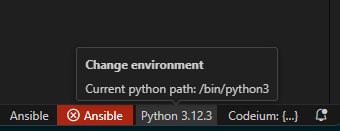 Change environment
Current python path: /bin/python3
Ansible
Ansible
Python 3.12.3
Codeium: {...}